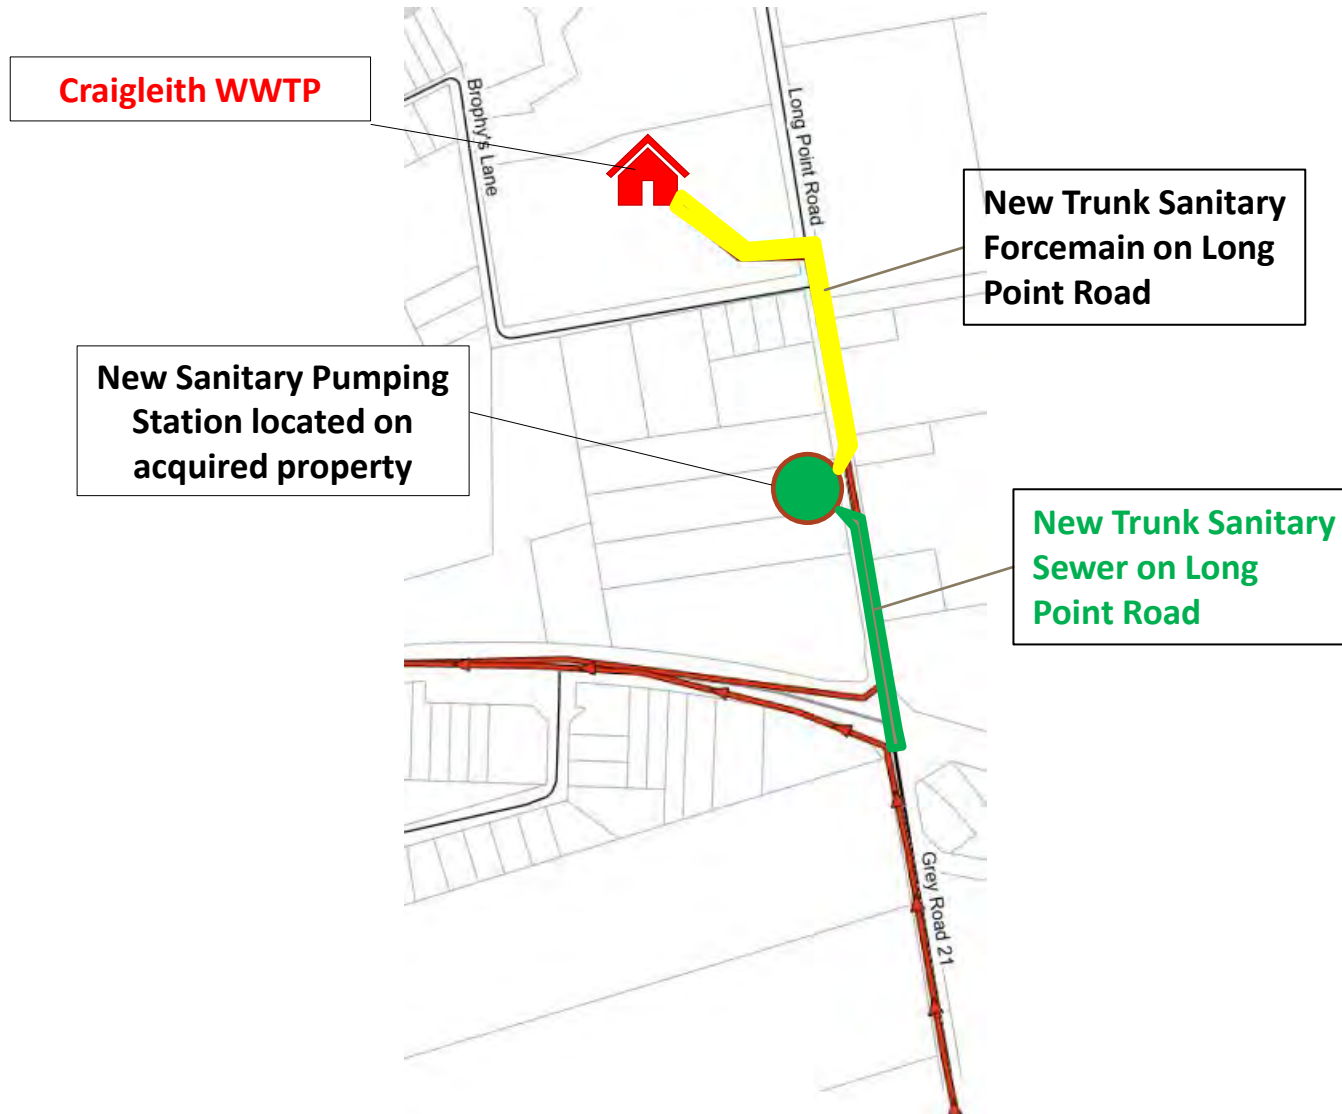 Craigleith WWTP
Brophy's Lane
Long Point Road
New Trunk Sanitary
Forcemain on Long
Point Road
New Sanitary Pumping
Station located on
acquired property
New Trunk Sanitary
Sewer on Long
Point Road
Grey Road 21